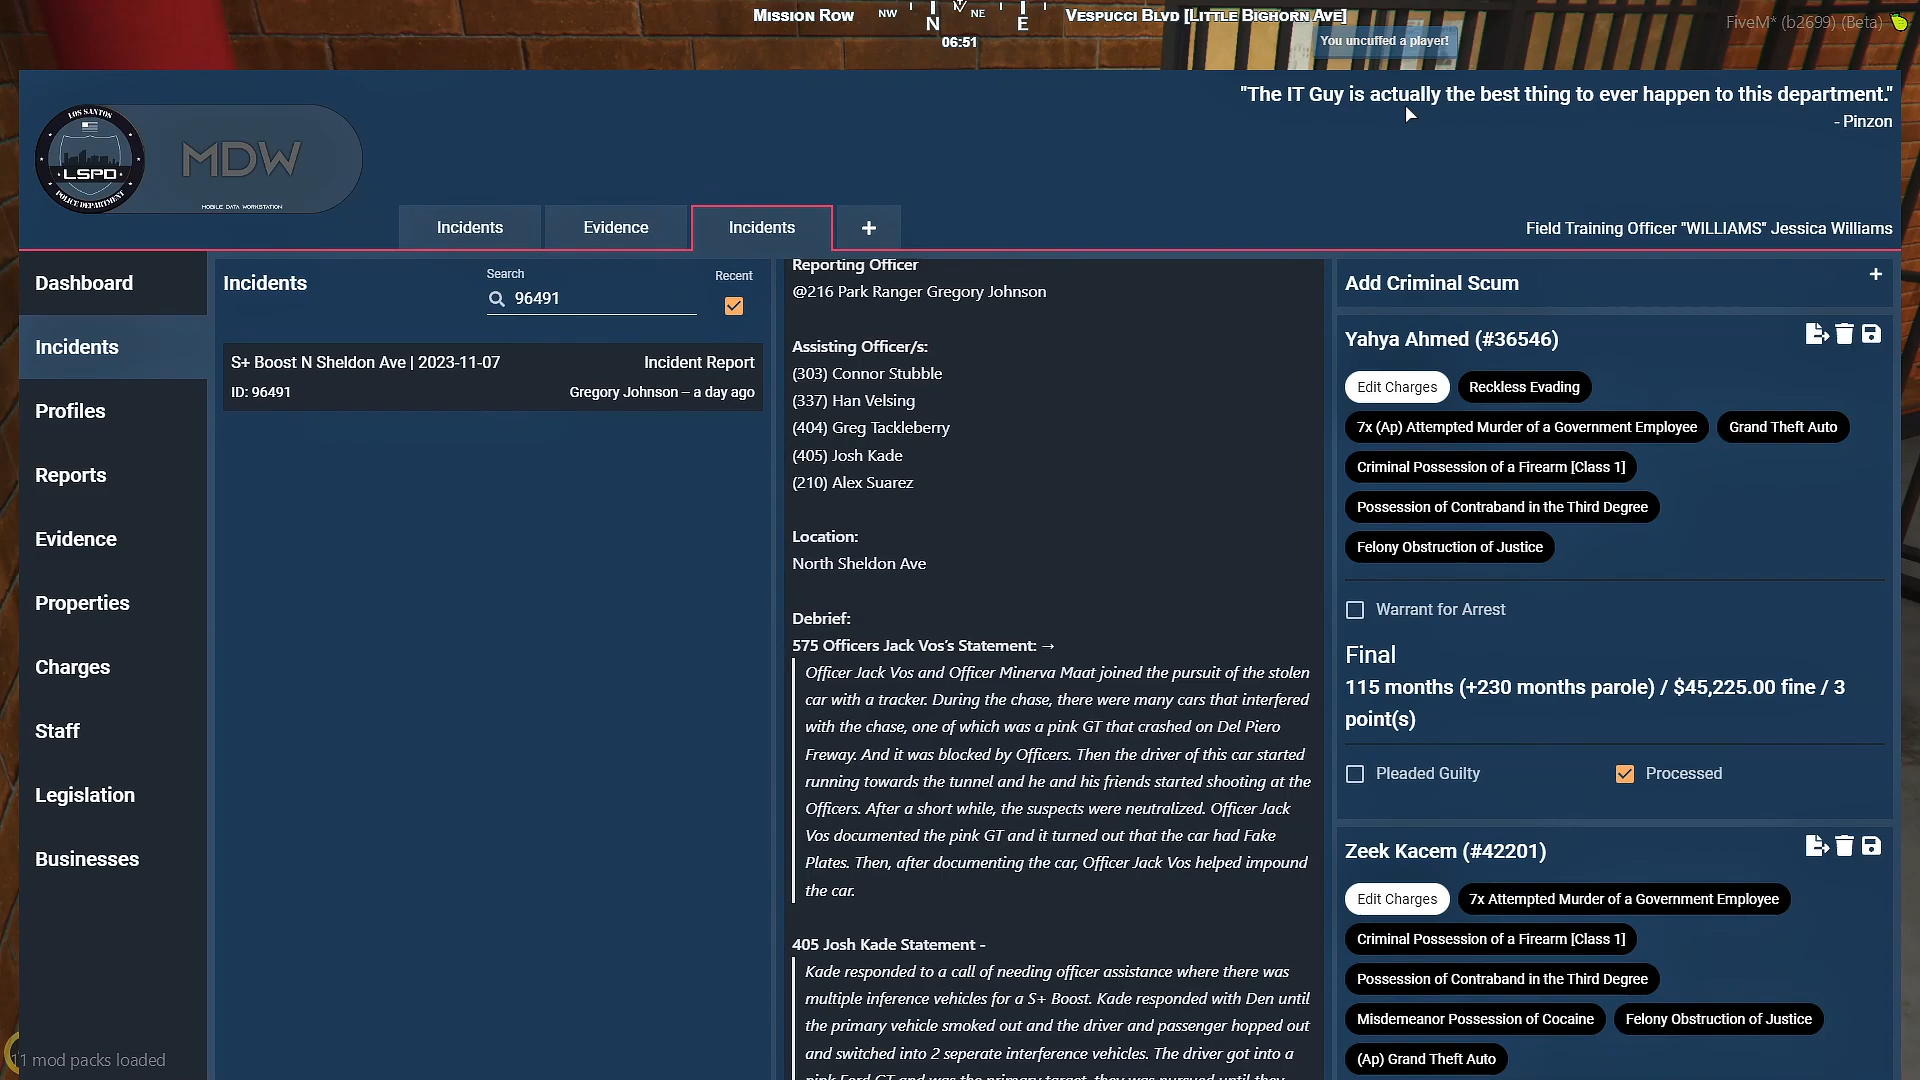 Mission Row
NW
N
NE
E
Vespucci Blvd [Little Bighorn Ave]
06:51
You uncuffed a player!
FiveM* (b2699) (Beta)
"The IT Guy is actually the best thing to ever happen to this department."
- Pinzon
LOS SANTOS
LSPD
POLICE DEPARTMENT
MDW
MOBILE DATA WORKSTATION
Incidents
Evidence
Incidents
+
Field Training Officer "WILLIAMS" Jessica Williams
Dashboard
Incidents
Profiles
Reports
Evidence
Properties
Charges
Staff
Legislation
Businesses
11 mod packs loaded
Incidents
Search
96491
Recent
S+ Boost N Sheldon Ave | 2023-11-07
Incident Report
ID: 96491
Gregory Johnson – a day ago
Reporting Officer
@216 Park Ranger Gregory Johnson
Assisting Officer/s:
(303) Connor Stubble
(337) Han Velsing
(404) Greg Tackleberry
(405) Josh Kade
(210) Alex Suarez
Location:
North Sheldon Ave
Debrief:
575 Officers Jack Vos's Statement: →
Officer Jack Vos and Officer Minerva Maat joined the pursuit of the stolen
car with a tracker. During the chase, there were many cars that interfered
with the chase, one of which was a pink GT that crashed on Del Piero
Freway. And it was blocked by Officers. Then the driver of this car started
running towards the tunnel and he and his friends started shooting at the
Officers. After a short while, the suspects were neutralized. Officer Jack
Vos documented the pink GT and it turned out that the car had Fake
Plates. Then, after documenting the car, Officer Jack Vos helped impound
the car.
405 Josh Kade Statement -
Kade responded to a call of needing officer assistance where there was
multiple inference vehicles for a S+ Boost. Kade responded with Den until
the primary vehicle smoked out and the driver and passenger hopped out
and switched into 2 seperate interference vehicles. The driver got into a
pink Ford GT and was the primary target, they was pursued until they
Add Criminal Scum
+
Yahya Ahmed (#36546)
Edit Charges
Reckless Evading
7x (Ap) Attempted Murder of a Government Employee
Grand Theft Auto
Criminal Possession of a Firearm [Class 1]
Possession of Contraband in the Third Degree
Felony Obstruction of Justice
Warrant for Arrest
Final
115 months (+230 months parole) / $45,225.00 fine / 3
point(s)
Pleaded Guilty
Processed
Zeek Kacem (#42201)
Edit Charges
7x Attempted Murder of a Government Employee
Criminal Possession of a Firearm [Class 1]
Possession of Contraband in the Third Degree
Misdemeanor Possession of Cocaine
Felony Obstruction of Justice
(Ap) Grand Theft Auto